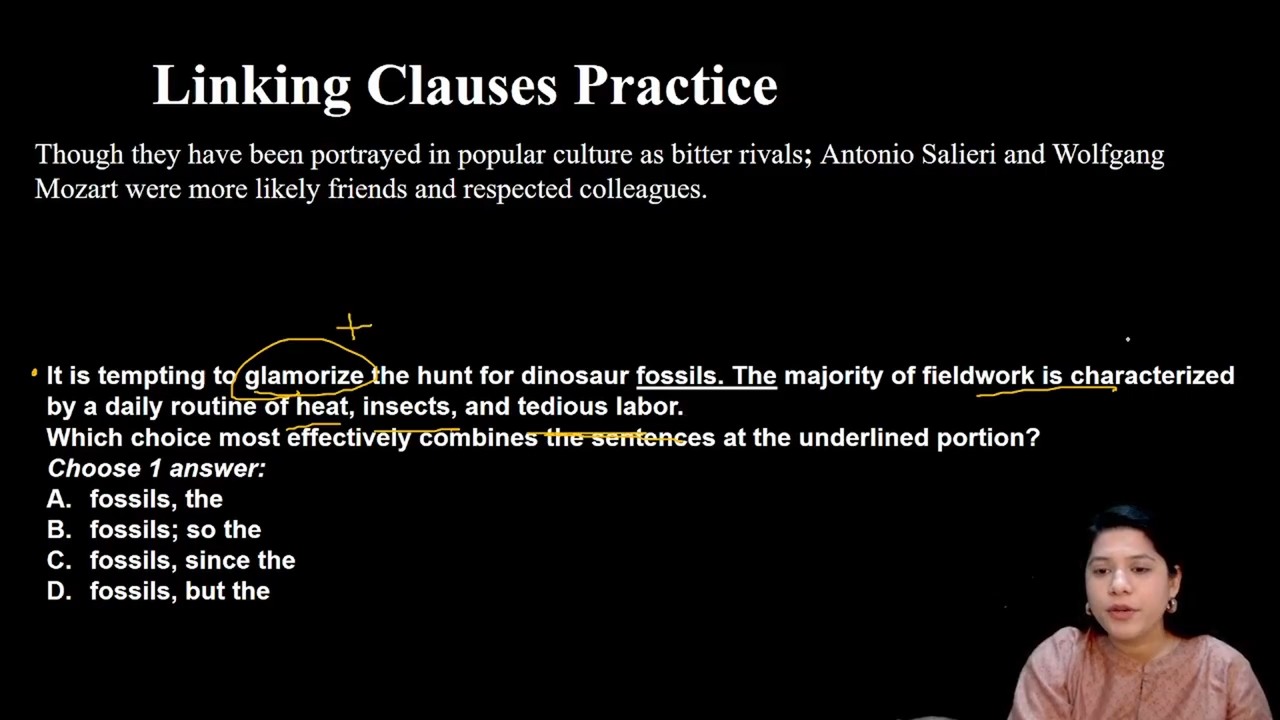 Linking Clauses Practice
Though they have been portrayed in popular culture as bitter rivals; Antonio Salieri and Wolfgang
Mozart were more likely friends and respected colleagues.
+
It is tempting to glamorize the hunt for dinosaur fossils. The majority of fieldwork is characterized
by a daily routine of heat, insects, and tedious labor.
Which choice most effectively combines the sentences at the underlined portion?
Choose 1 answer:
A. fossils, the
B. fossils; so the
C. fossils, since the
D. fossils, but the